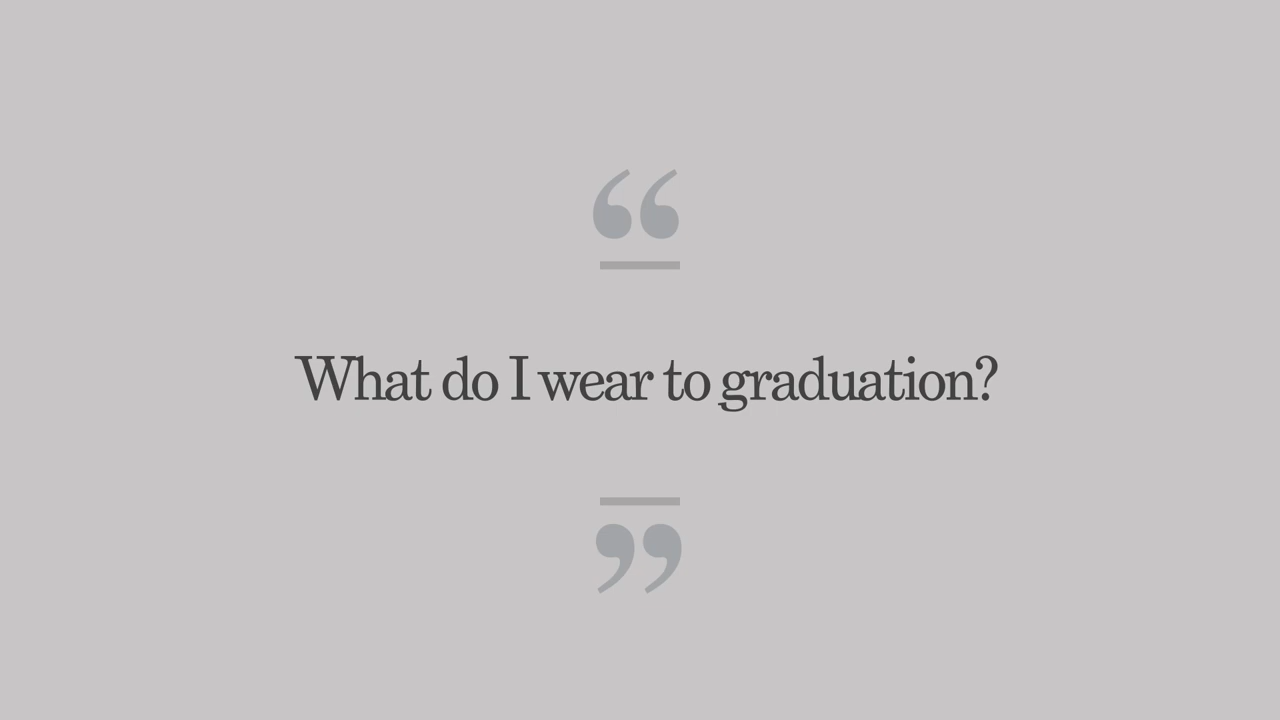 “
What do I wear to graduation?
”